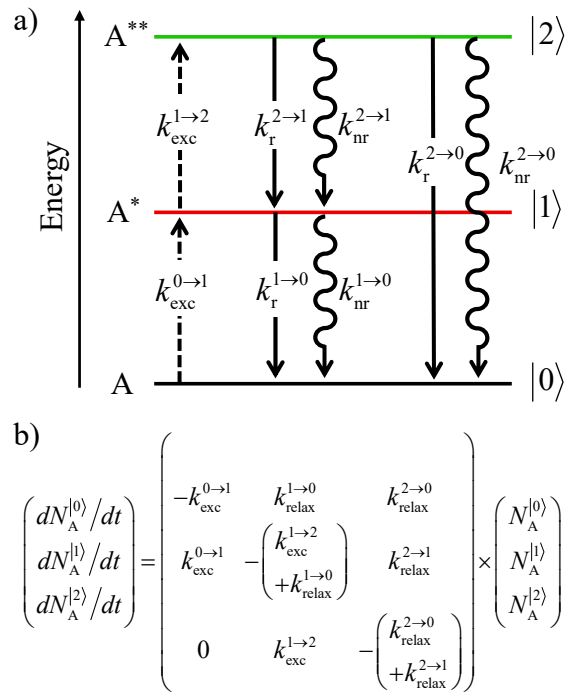 a)
Energy
A** |2⟩
k_exc^{1→2} k_r^{2→1} k_nr^{2→1} k_r^{2→0} k_nr^{2→0}
A* |1⟩
k_exc^{0→1} k_r^{1→0} k_nr^{1→0}
A |0⟩
b)
−k_exc^{0→1} k_relax^{1→0} k_relax^{2→0}
dN_A^{|0⟩}/dt N_A^{|0⟩}
dN_A^{|1⟩}/dt = k_exc^{0→1} −(k_exc^{1→2} +k_relax^{1→0}) k_relax^{2→1} × N_A^{|1⟩}
dN_A^{|2⟩}/dt N_A^{|2⟩}
0 k_exc^{1→2} −(k_relax^{2→0} +k_relax^{2→1})